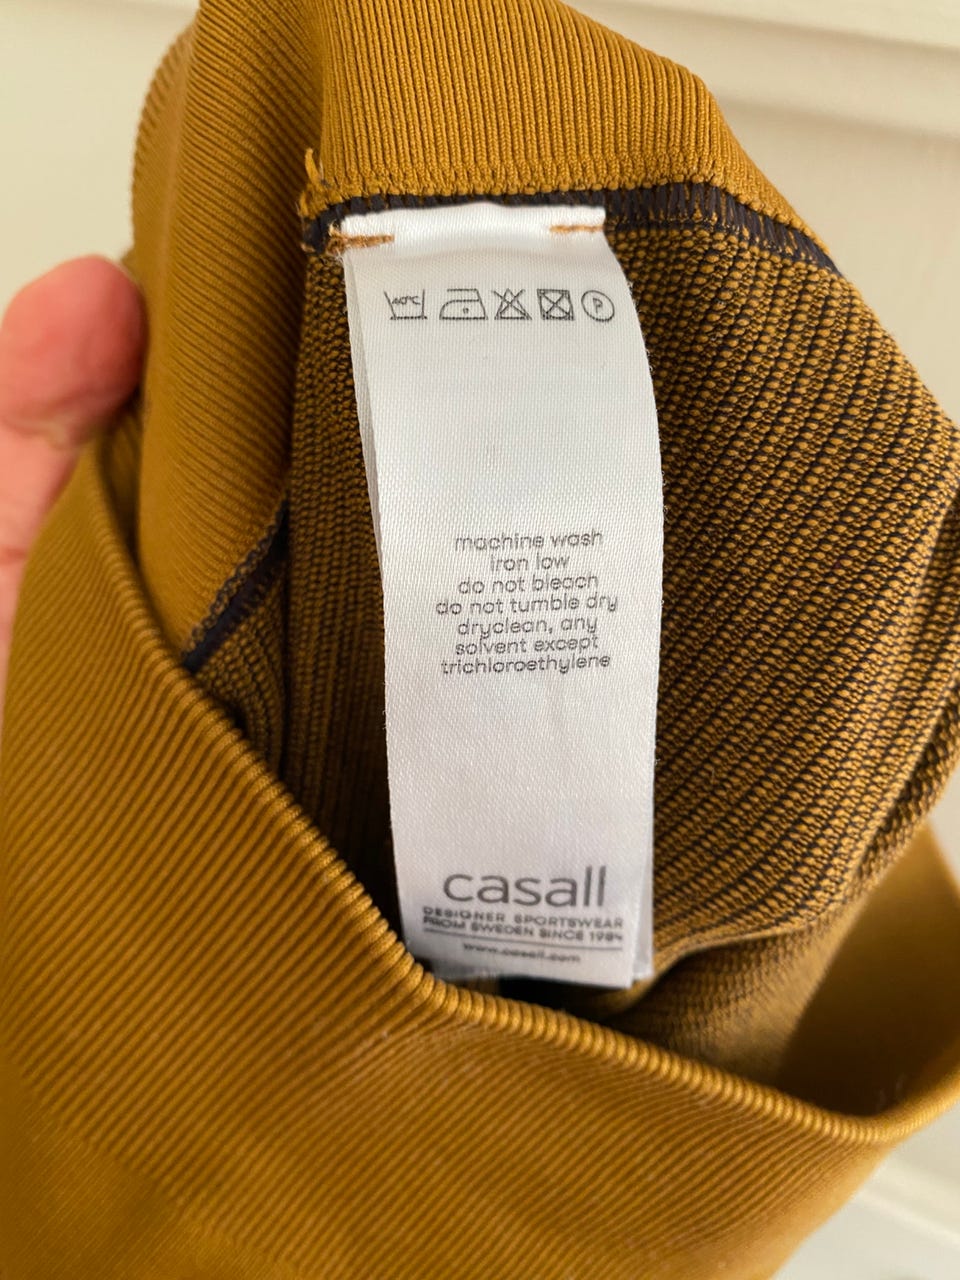 40°C P
machine wash
iron low
do not bleach
do not tumble dry
dryclean, any
solvent except
trichloroethylene
casall
DESIGNER SPORTSWEAR
FROM SWEDEN SINCE 1984
www.casall.com